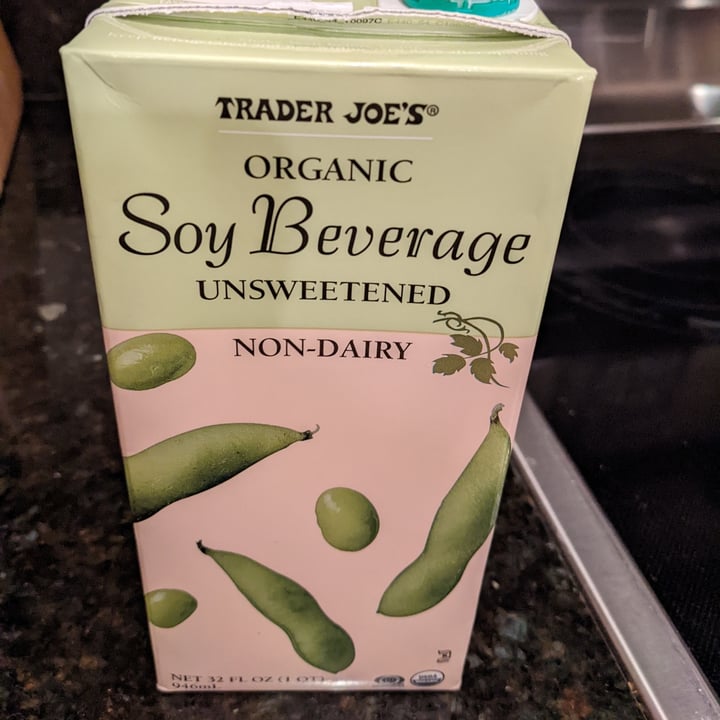 TRADER JOE'S®
ORGANIC
Soy Beverage
UNSWEETENED
NON-DAIRY
NET 32 FL OZ (1 QT)
946mL